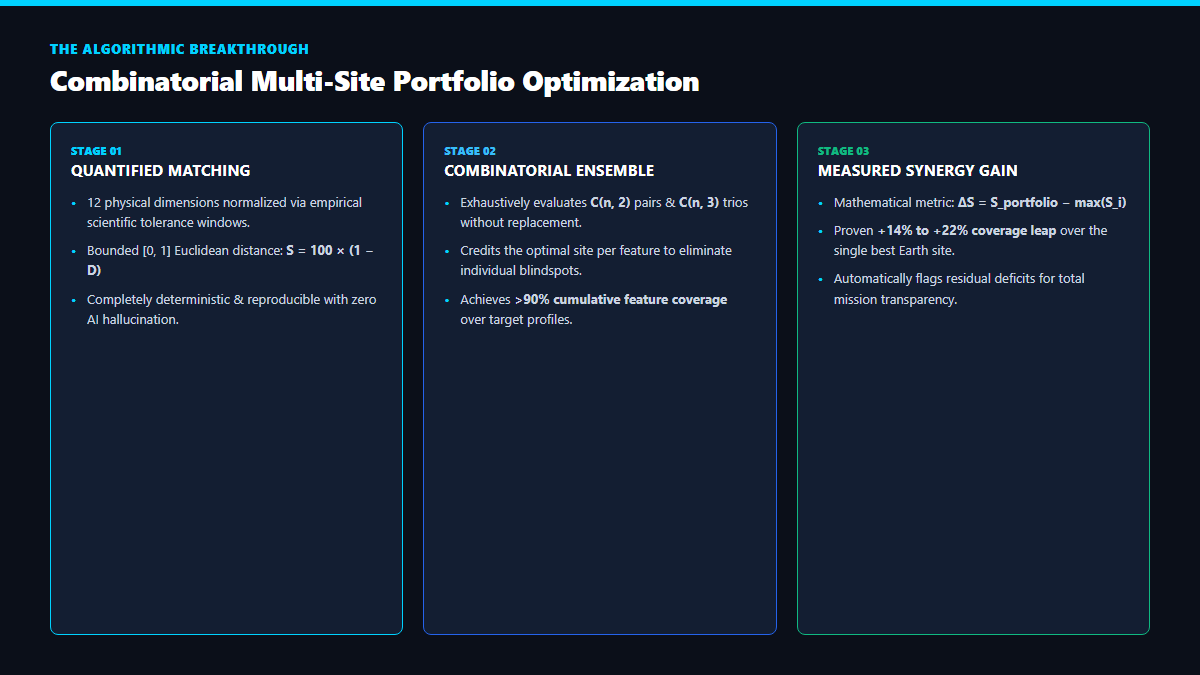 THE ALGORITHMIC BREAKTHROUGH
Combinatorial Multi-Site Portfolio Optimization
STAGE 01
QUANTIFIED MATCHING
• 12 physical dimensions normalized via empirical
scientific tolerance windows.
• Bounded [0, 1] Euclidean distance: S = 100 × (1 −
D)
• Completely deterministic & reproducible with zero
AI hallucination.
STAGE 02
COMBINATORIAL ENSEMBLE
• Exhaustively evaluates C(n, 2) pairs & C(n, 3) trios
without replacement.
• Credits the optimal site per feature to eliminate
individual blindspots.
• Achieves >90% cumulative feature coverage
over target profiles.
STAGE 03
MEASURED SYNERGY GAIN
• Mathematical metric: ΔS = S_portfolio − max(S_i)
• Proven +14% to +22% coverage leap over the
single best Earth site.
• Automatically flags residual deficits for total
mission transparency.